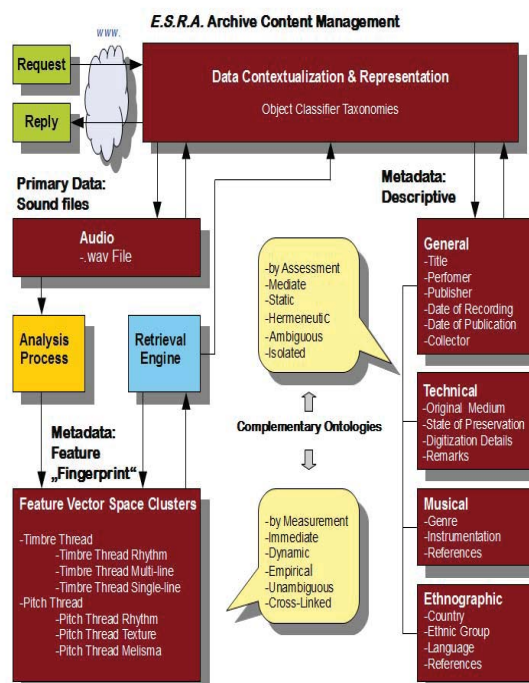 E.S.R.A. Archive Content Management
www.
Request
Reply
Data Contextualization & Representation
Object Classifier Taxonomies
Primary Data:
Sound files
Metadata:
Descriptive
Audio
-.wav File
Analysis
Process
Retrieval
Engine
Metadata:
Feature
„Fingerprint“
Feature Vector Space Clusters
-Timbre Thread
-Timbre Thread Rhythm
-Timbre Thread Multi-line
-Timbre Thread Single-line
-Pitch Thread
-Pitch Thread Rhythm
-Pitch Thread Texture
-Pitch Thread Melisma
-by Assessment
-Mediate
-Static
-Hermeneutic
-Ambiguous
-Isolated
Complementary Ontologies
-by Measurement
-Immediate
-Dynamic
-Empirical
-Unambiguous
-Cross-Linked
General
-Title
-Perfomer
-Publisher
-Date of Recording
-Date of Publication
-Collector
Technical
-Original Medium
-State of Preservation
-Digitization Details
-Remarks
Musical
-Genre
-Instrumentation
-References
Ethnographic
-Country
-Ethnic Group
-Language
-References